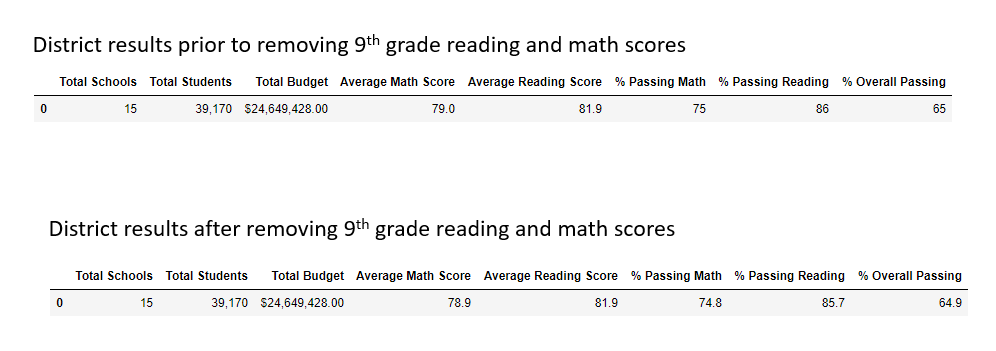 District results prior to removing 9th grade reading and math scores
Total Schools Total Students Total Budget Average Math Score Average Reading Score % Passing Math % Passing Reading % Overall Passing
0 15 39,170 $24,649,428.00 79.0 81.9 75 86 65
District results after removing 9th grade reading and math scores
Total Schools Total Students Total Budget Average Math Score Average Reading Score % Passing Math % Passing Reading % Overall Passing
0 15 39,170 $24,649,428.00 78.9 81.9 74.8 85.7 64.9